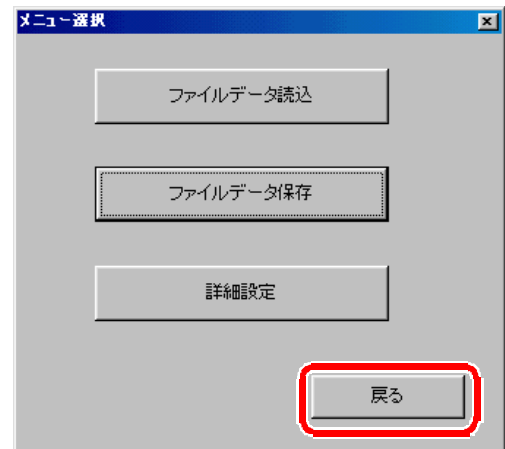 メニュー選択
ファイルデータ読込
ファイルデータ保存
詳細設定
戻る